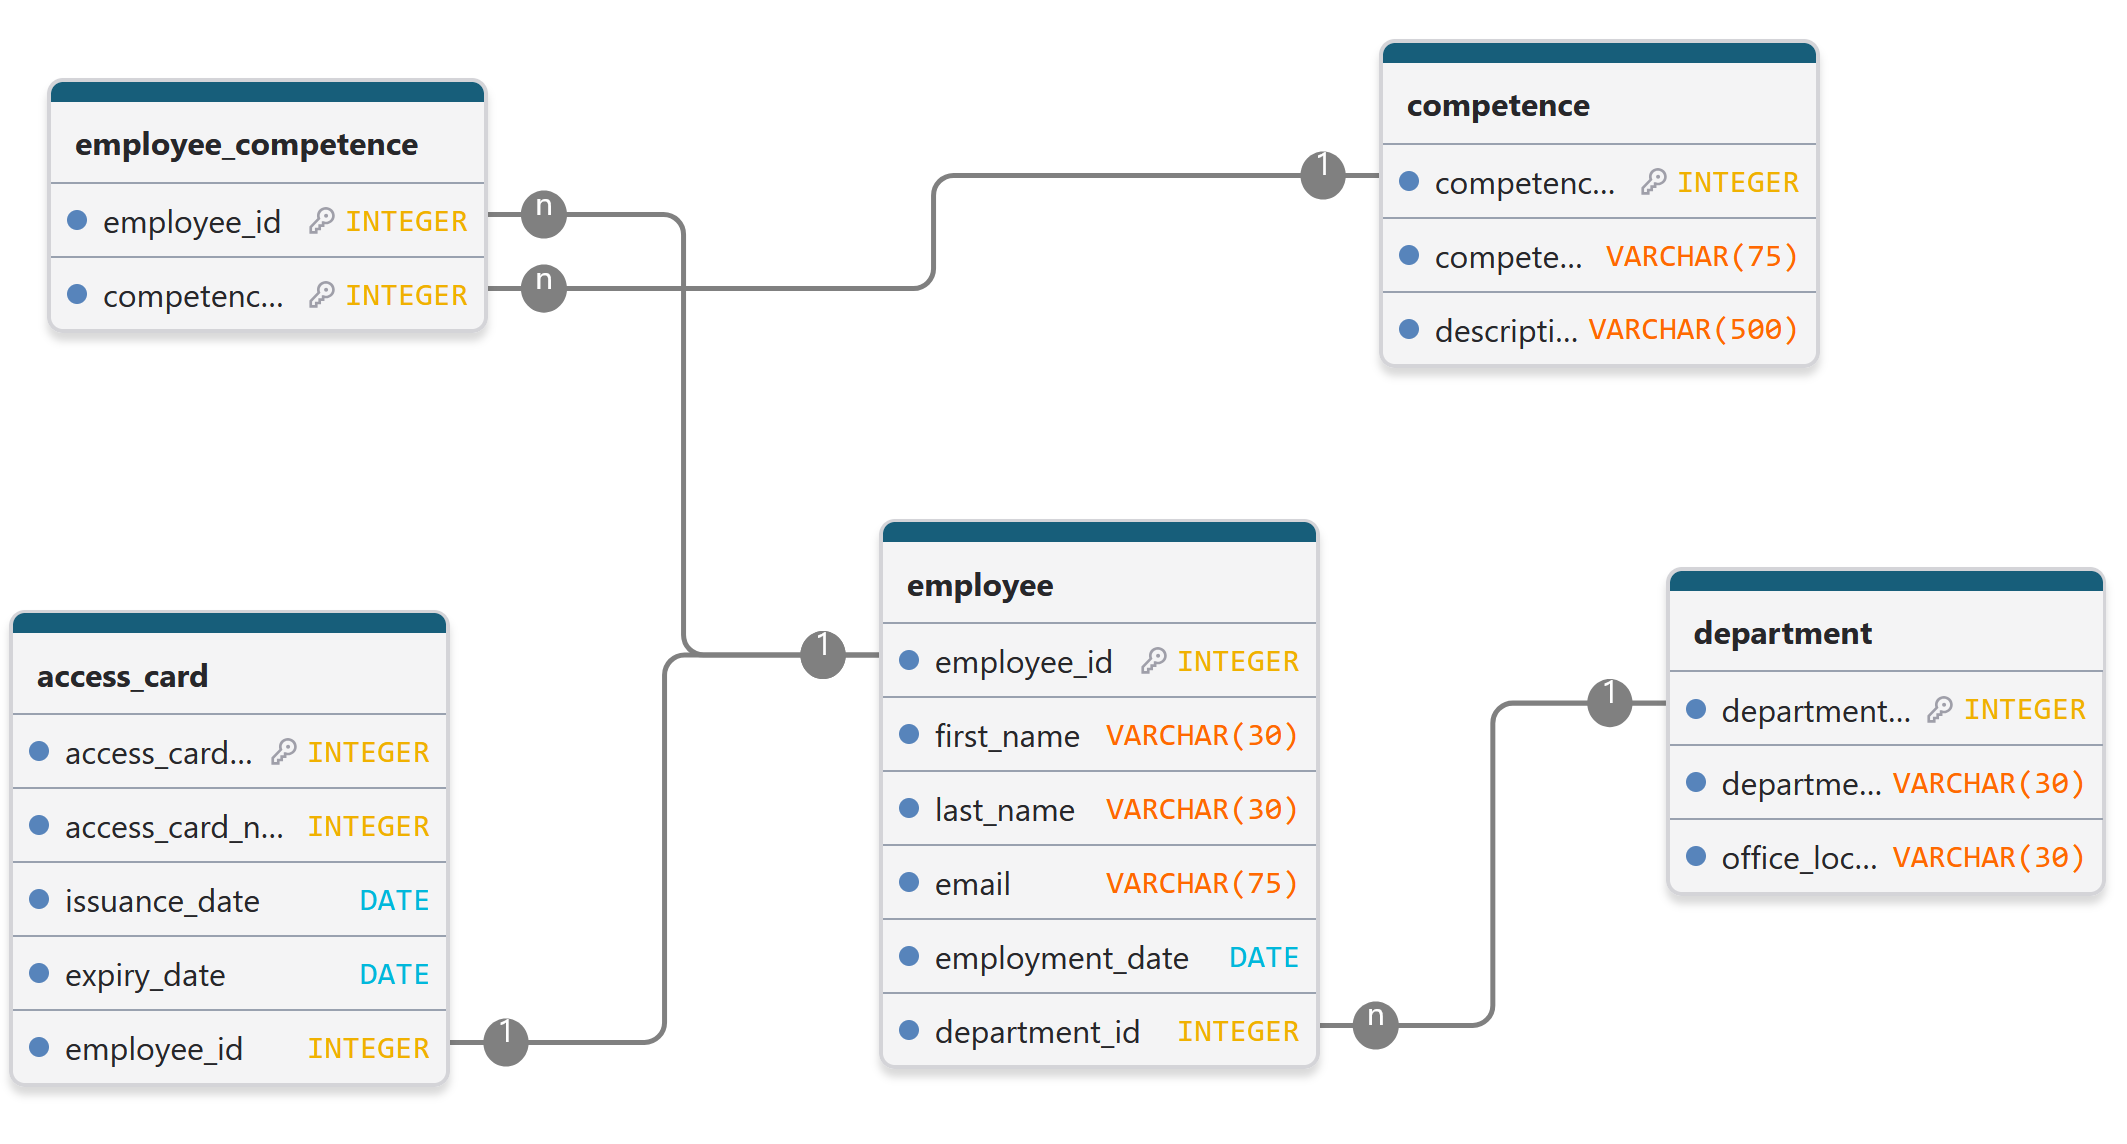 employee_competence
employee_id INTEGER
competenc... INTEGER
n
n
competence
competenc... INTEGER
compete... VARCHAR(75)
descripti... VARCHAR(500)
1
access_card
access_card... INTEGER
access_card_n... INTEGER
issuance_date DATE
expiry_date DATE
employee_id INTEGER
1
1
employee
employee_id INTEGER
first_name VARCHAR(30)
last_name VARCHAR(30)
email VARCHAR(75)
employment_date DATE
department_id INTEGER
n
1
department
department... INTEGER
departme... VARCHAR(30)
office_loc... VARCHAR(30)